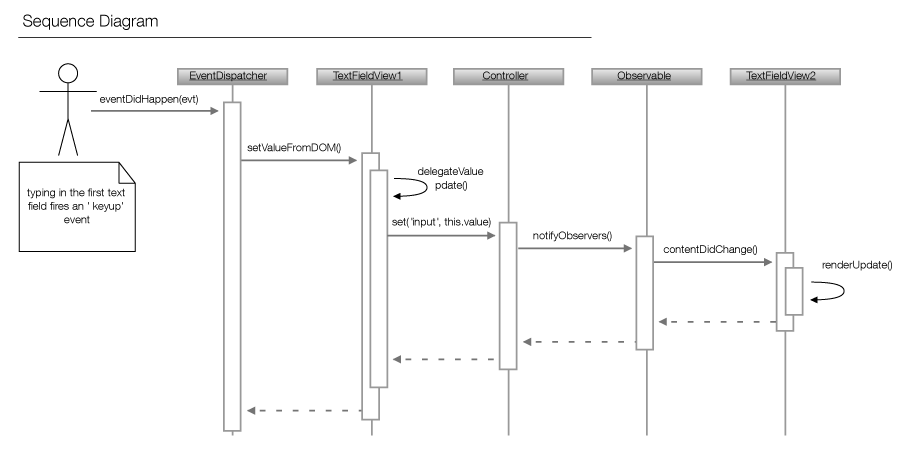 Sequence Diagram
EventDispatcher
TextFieldView1
Controller
Observable
TextFieldView2
eventDidHappen(evt)
setValueFromDOM()
delegateValue
pdate()
typing in the first text
field fires an ' keyup'
event
set('input', this.value)
notifyObservers()
contentDidChange()
renderUpdate()